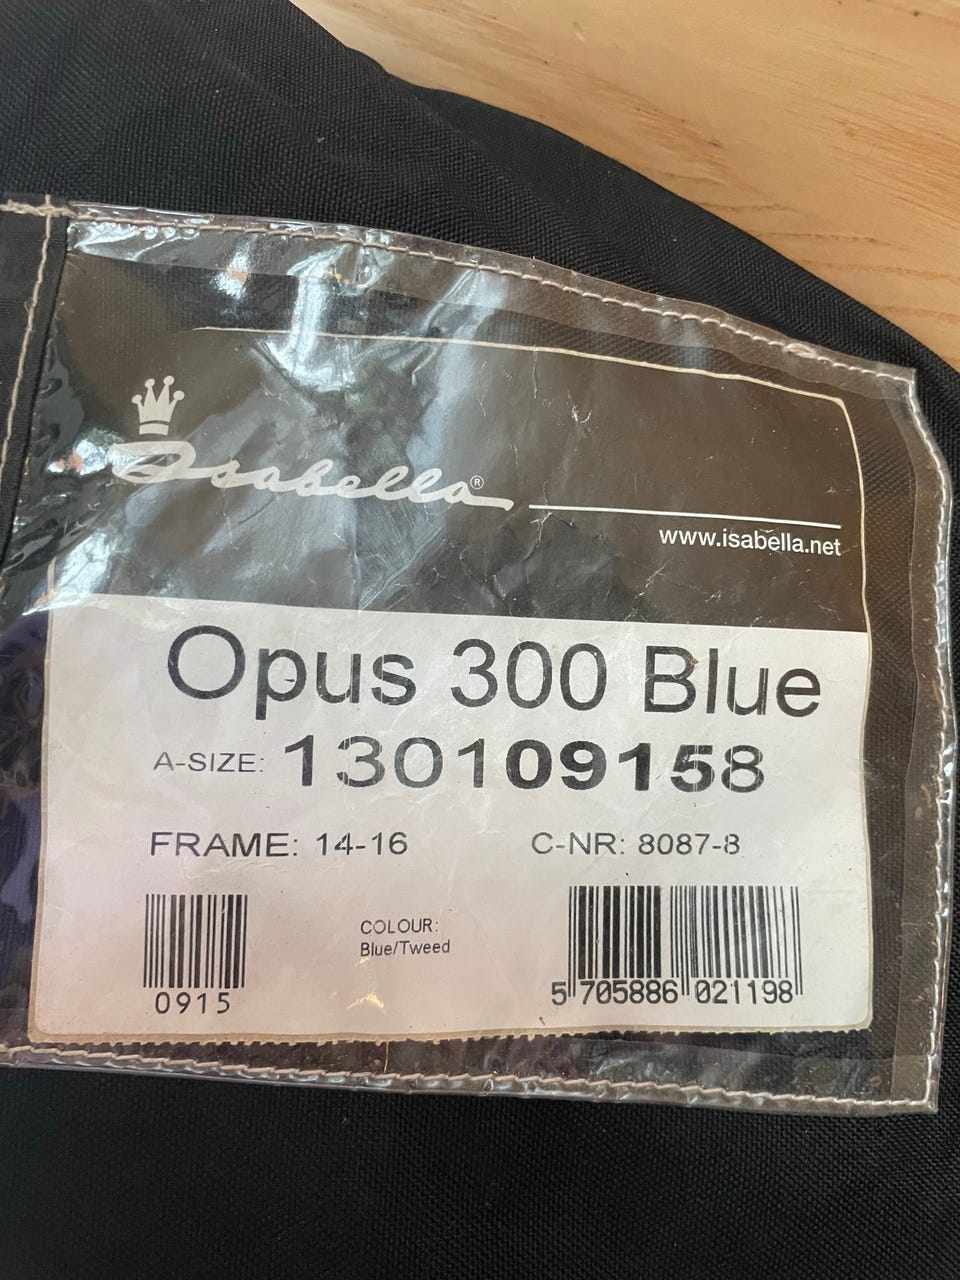 Isabella®
www.isabella.net
Opus 300 Blue
A-SIZE: 130109158
FRAME: 14-16
C-NR: 8087-8
COLOUR:
Blue/Tweed
0915
5 705886 021198